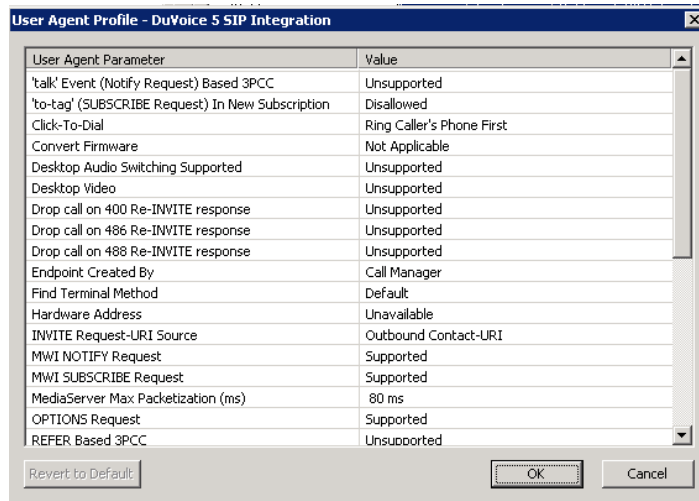 User Agent Profile - DuVoice 5 SIP Integration
User Agent Parameter Value
'talk' Event (Notify Request) Based 3PCC Unsupported
'to-tag' (SUBSCRIBE Request) In New Subscription Disallowed
Click-To-Dial Ring Caller's Phone First
Convert Firmware Not Applicable
Desktop Audio Switching Supported Unsupported
Desktop Video Unsupported
Drop call on 400 Re-INVITE response Unsupported
Drop call on 486 Re-INVITE response Unsupported
Drop call on 488 Re-INVITE response Unsupported
Endpoint Created By Call Manager
Find Terminal Method Default
Hardware Address Unavailable
INVITE Request-URI Source Outbound Contact-URI
MWI NOTIFY Request Supported
MWI SUBSCRIBE Request Supported
MediaServer Max Packetization (ms) 80 ms
OPTIONS Request Supported
REFER Based 3PCC Unsupported
Revert to Default OK Cancel